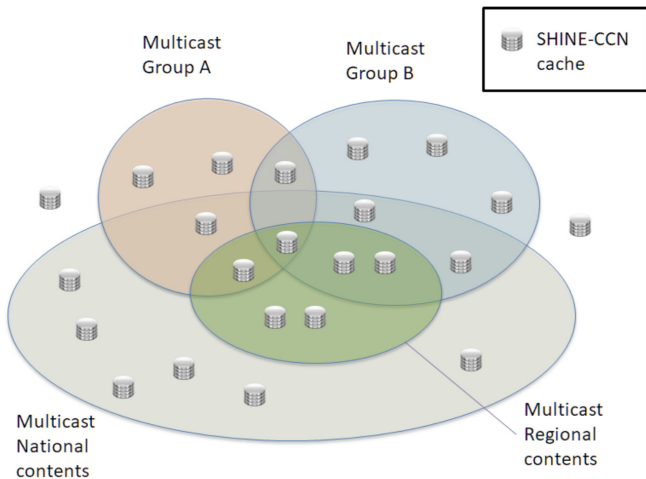 Multicast
Group A
Multicast
Group B
SHINE-CCN
cache
Multicast
National
contents
Multicast
Regional
contents